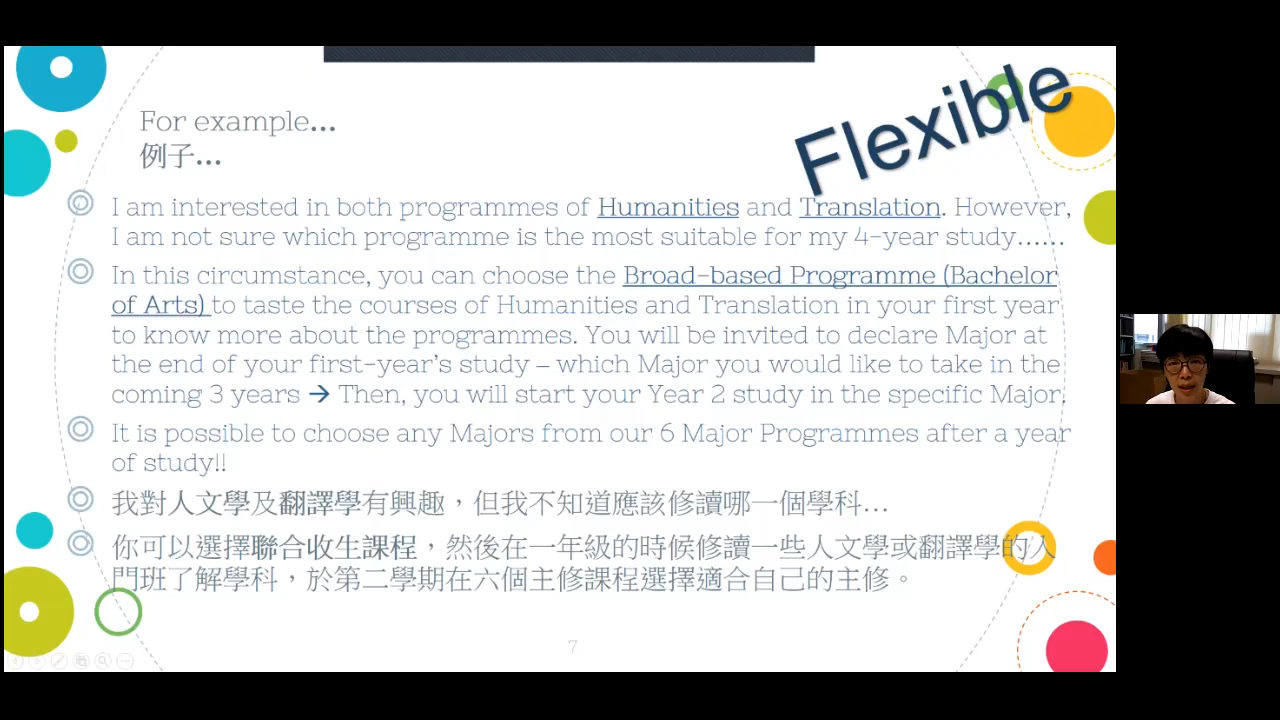 For example...
例子...
Flexible
I am interested in both programmes of Humanities and Translation. However,
I am not sure which programme is the most suitable for my 4-year study……
In this circumstance, you can choose the Broad-based Programme (Bachelor
of Arts) to taste the courses of Humanities and Translation in your first year
to know more about the programmes. You will be invited to declare Major at
the end of your first-year's study – which Major you would like to take in the
coming 3 years → Then, you will start your Year 2 study in the specific Major.
It is possible to choose any Majors from our 6 Major Programmes after a year
of study!!
我對人文學及翻譯學有興趣，但我不知道應該修讀哪一個學科...
你可以選擇聯合收生課程，然後在一年級的時候修讀一些人文學或翻譯學的入
門班了解學科，於第二學期在六個主修課程選擇適合自己的主修。
7